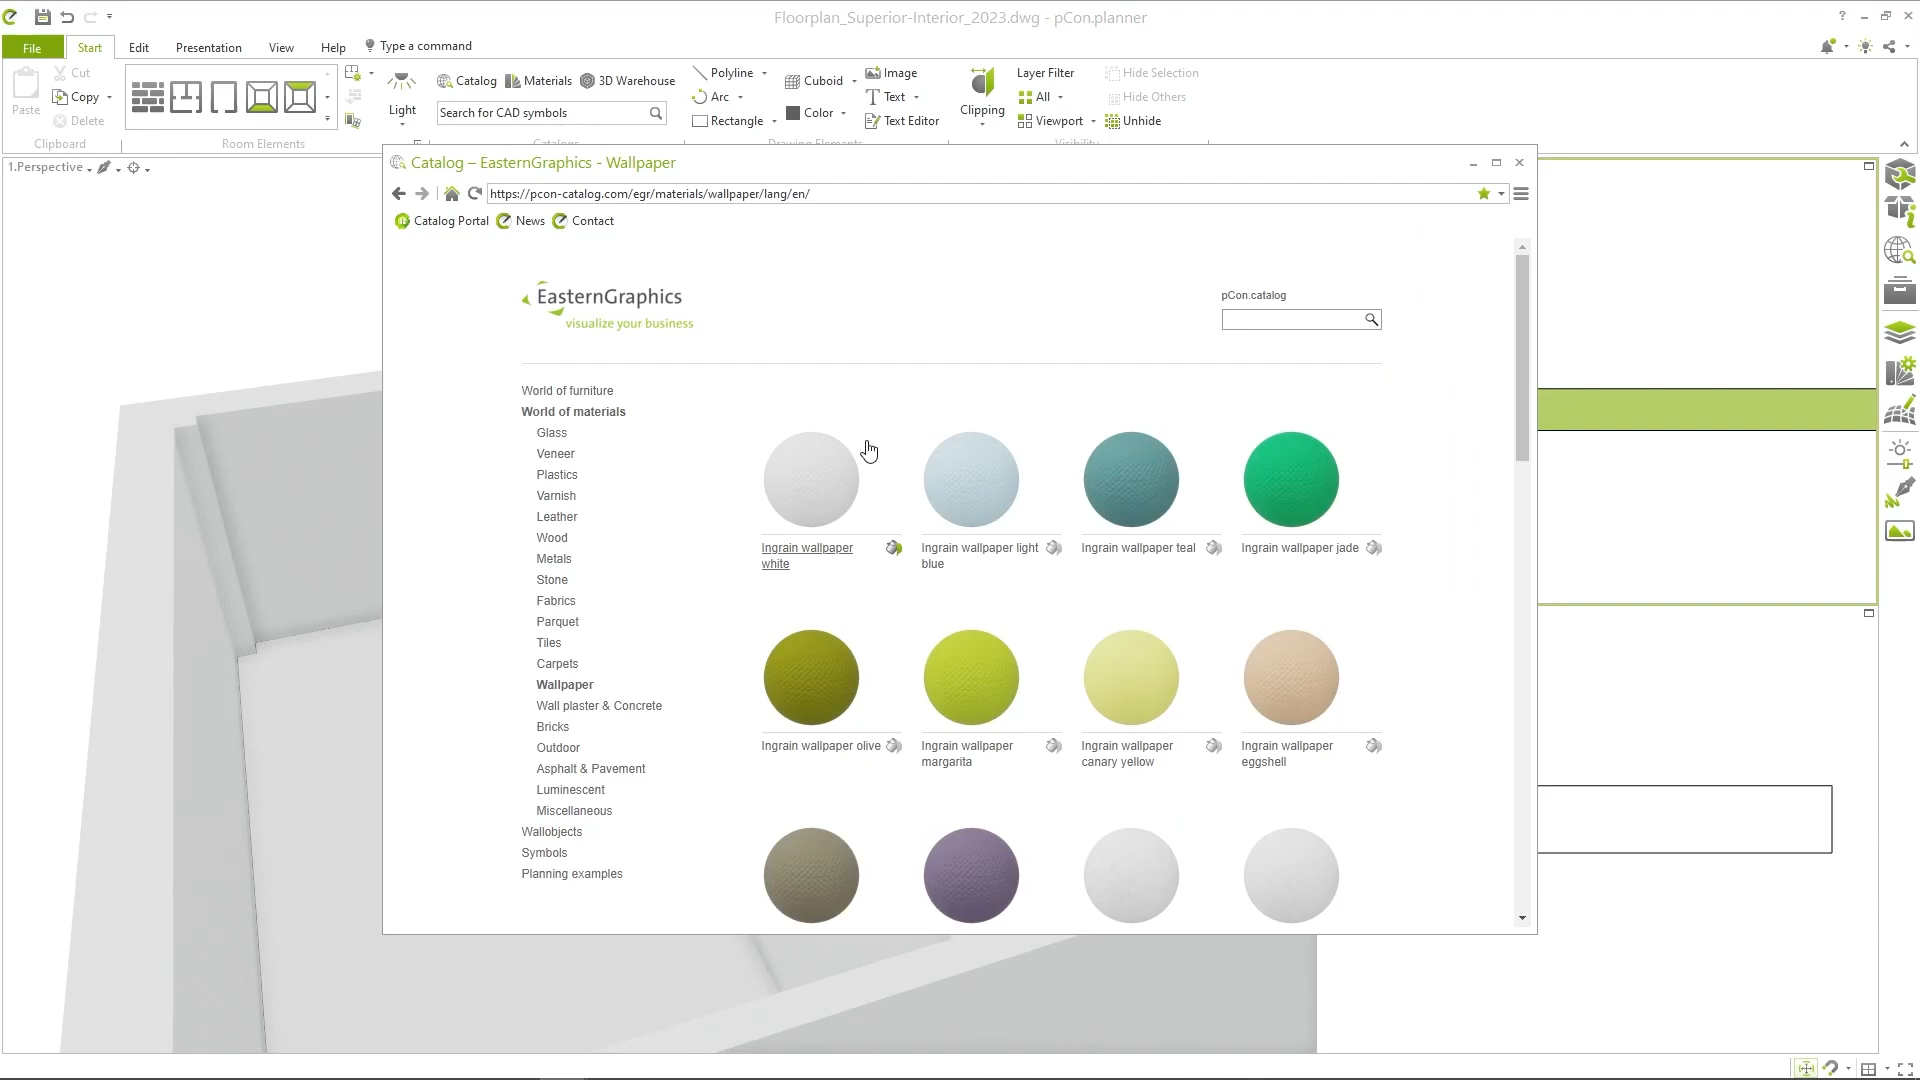 Floorplan_Superior-Interior_2023.dwg - pCon.planner
?
File
Start
Edit
Presentation
View
Help
Type a command
Paste
Cut
Copy
Delete
Clipboard
Room Elements
Light
Catalog
Materials
3D Warehouse
Search for CAD symbols
Catalogs
Polyline
Arc
Rectangle
Cuboid
Color
Image
Text
Text Editor
Drawing Elements
Clipping
Layer Filter
All
Viewport
Hide Selection
Hide Others
Unhide
Visibility
1.Perspective
Catalog – EasternGraphics - Wallpaper
https://pcon-catalog.com/egr/materials/wallpaper/lang/en/
Catalog Portal
News
Contact
EasternGraphics
visualize your business
pCon.catalog
World of furniture
World of materials
Glass
Veneer
Plastics
Varnish
Leather
Wood
Metals
Stone
Fabrics
Parquet
Tiles
Carpets
Wallpaper
Wall plaster & Concrete
Bricks
Outdoor
Asphalt & Pavement
Luminescent
Miscellaneous
Wallobjects
Symbols
Planning examples
Ingrain wallpaper
white
Ingrain wallpaper light
blue
Ingrain wallpaper teal
Ingrain wallpaper jade
Ingrain wallpaper olive
Ingrain wallpaper
margarita
Ingrain wallpaper
canary yellow
Ingrain wallpaper
eggshell